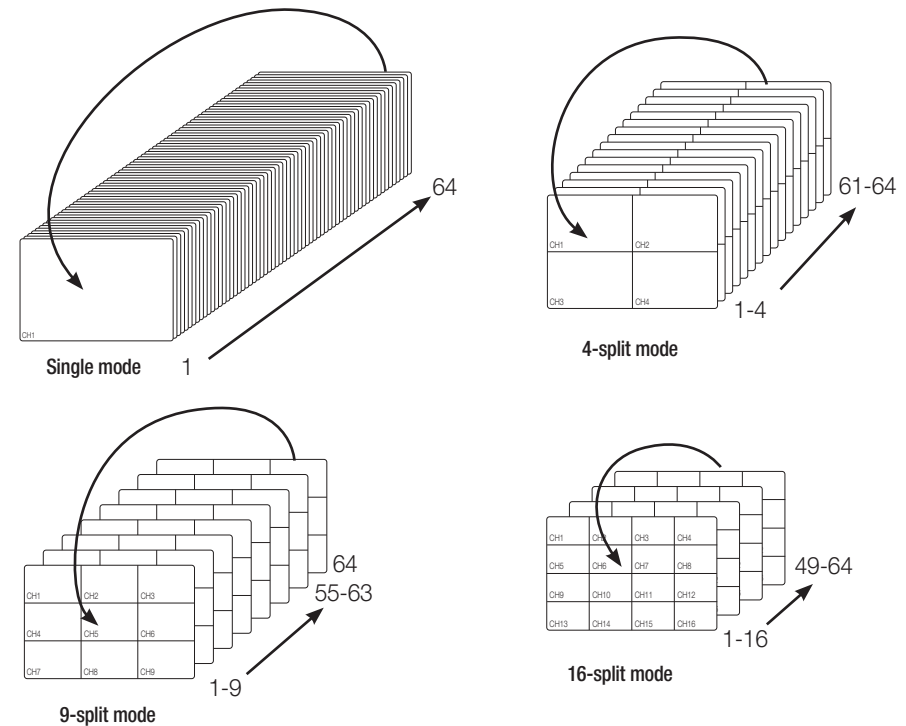 64
CH1
Single mode
1
61-64
CH1 CH2
CH3 CH4
1-4
4-split mode
64
55-63
CH1 CH2 CH3
CH4 CH5 CH6
CH7 CH8 CH9
1-9
9-split mode
49-64
CH1 CH2 CH3 CH4
CH5 CH6 CH7 CH8
CH9 CH10 CH11 CH12
CH13 CH14 CH15 CH16
1-16
16-split mode